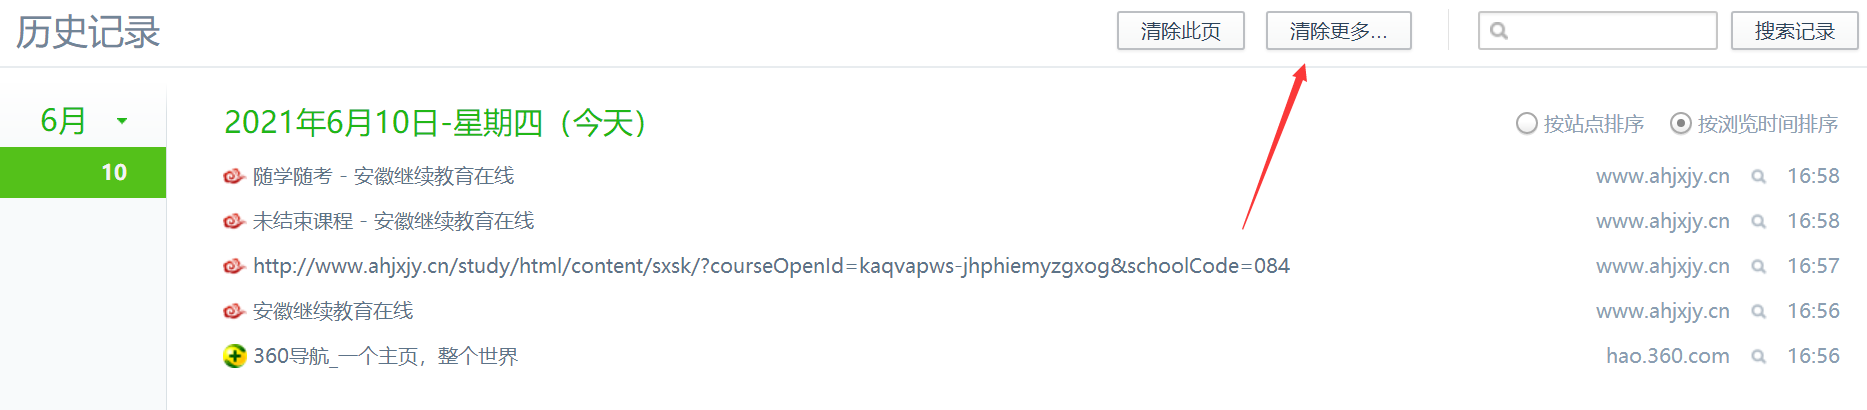 历史记录 清除此页 清除更多... 搜索记录
6月
10
2021年6月10日-星期四（今天） 按站点排序 按浏览时间排序
随学随考 - 安徽继续教育在线 www.ahjxjy.cn 16:58
未结束课程 - 安徽继续教育在线 www.ahjxjy.cn 16:58
http://www.ahjxjy.cn/study/html/content/sxsk/?courseOpenId=kaqvapws-jhphiemyzgxog&schoolCode=084 www.ahjxjy.cn 16:57
安徽继续教育在线 www.ahjxjy.cn 16:56
360导航_一个主页，整个世界 hao.360.com 16:56